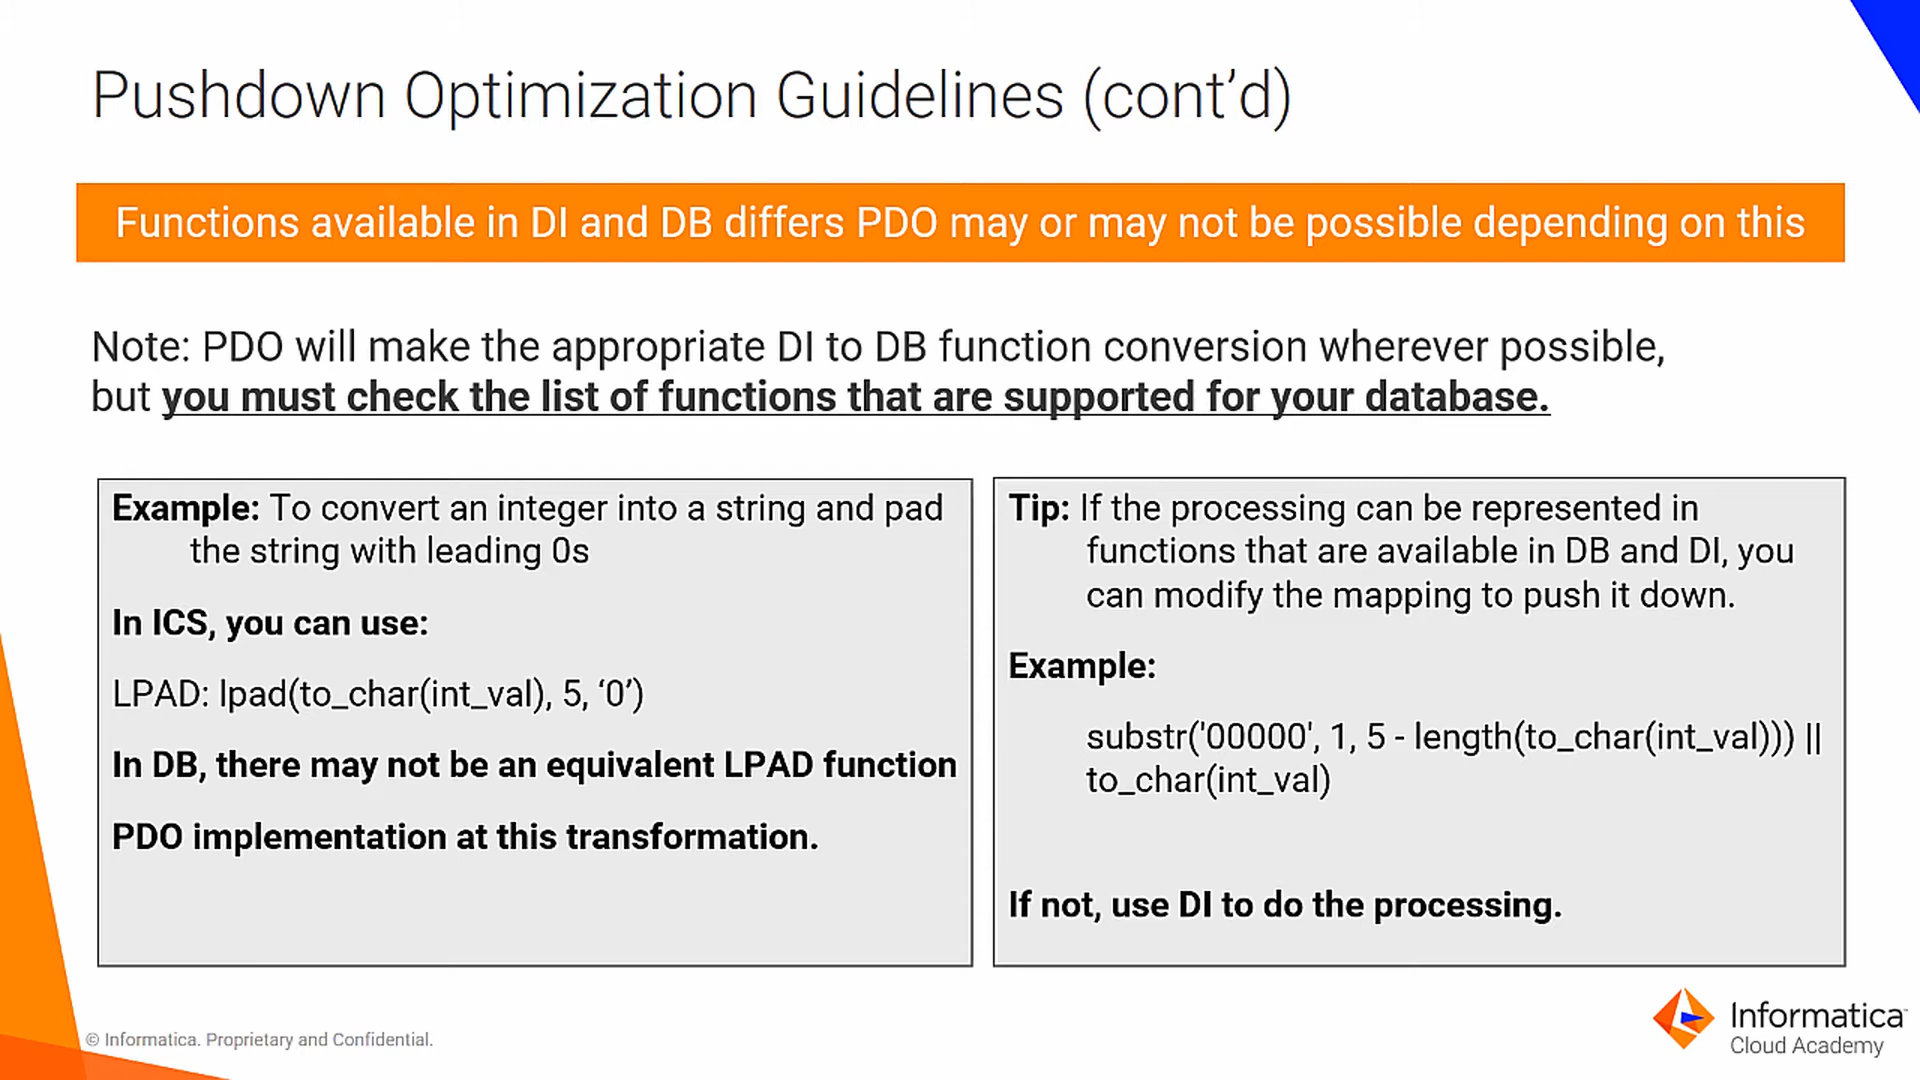 Pushdown Optimization Guidelines (cont’d)
Functions available in DI and DB differs PDO may or may not be possible depending on this
Note: PDO will make the appropriate DI to DB function conversion wherever possible,
but you must check the list of functions that are supported for your database.
Example: To convert an integer into a string and pad
the string with leading 0s
In ICS, you can use:
LPAD: lpad(to_char(int_val), 5, ‘0’)
In DB, there may not be an equivalent LPAD function
PDO implementation at this transformation.
Tip: If the processing can be represented in
functions that are available in DB and DI, you
can modify the mapping to push it down.
Example:
substr('00000', 1, 5 - length(to_char(int_val))) ||
to_char(int_val)
If not, use DI to do the processing.
© Informatica. Proprietary and Confidential.
Informatica™
Cloud Academy